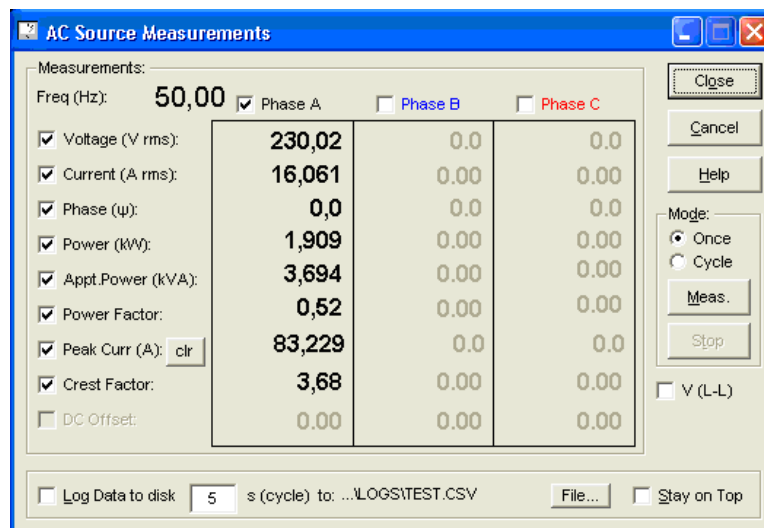 AC Source Measurements
Measurements:
Freq (Hz): 50,00 Phase A Phase B Phase C
Voltage (V rms): 230,02 0.0 0.0
Current (A rms): 16,061 0.00 0.00
Phase (ψ): 0,0 0.0 0.0
Power (kW): 1,909 0.00 0.00
Appt.Power (kVA): 3,694 0.00 0.00
Power Factor: 0,52 0.00 0.00
Peak Curr (A): clr 83,229 0.0 0.0
Crest Factor: 3,68 0.00 0.00
DC Offset: 0.00 0.00 0.00
Close
Cancel
Help
Mode:
Once
Cycle
Meas.
Stop
V (L-L)
Log Data to disk 5 s (cycle) to: ...\LOGS\TEST.CSV File... Stay on Top